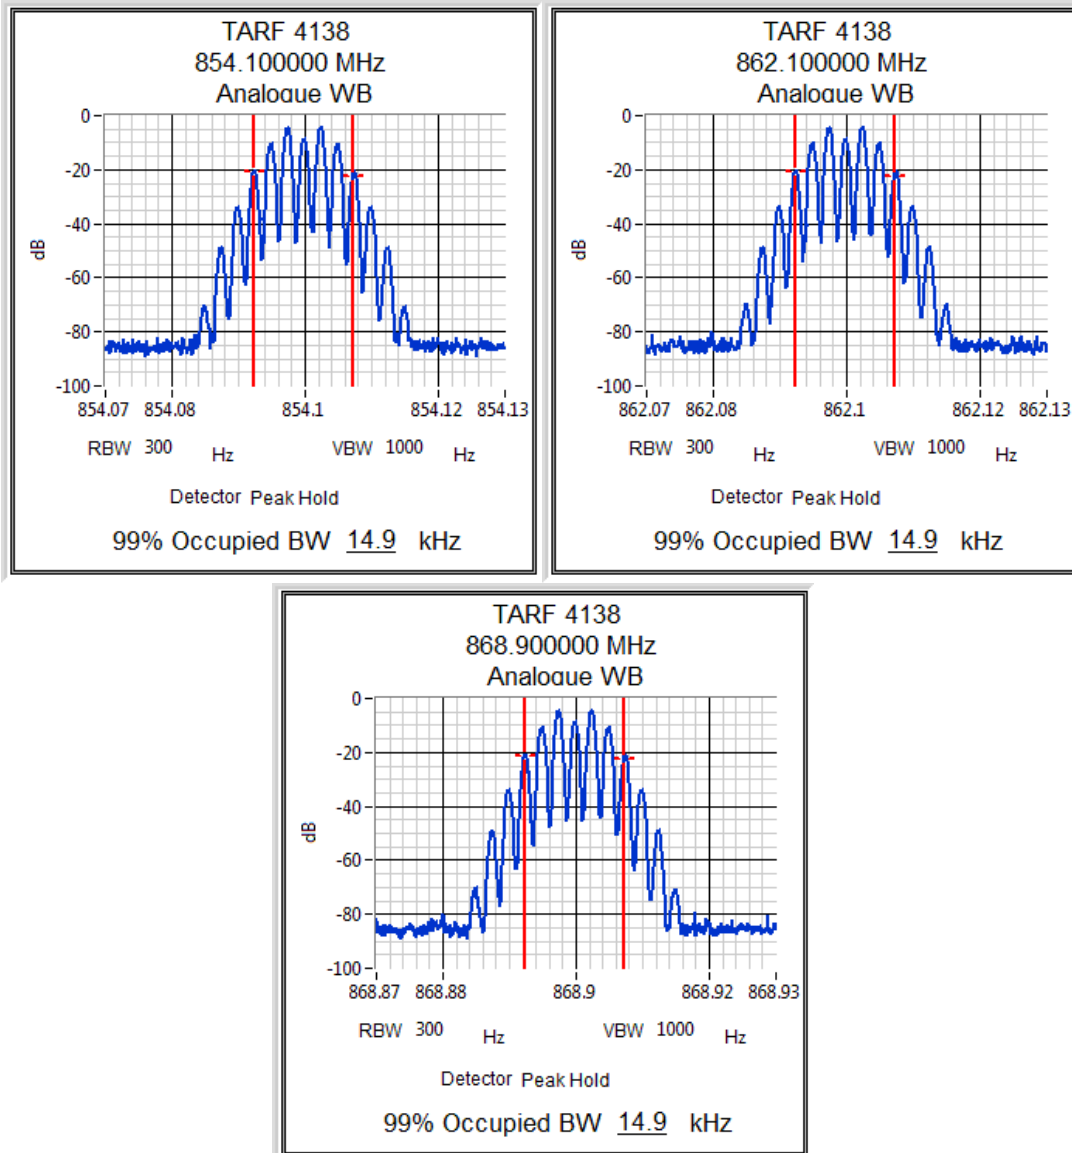 TARF 4138
854.100000 MHz
Analogue WB
0
-20
-40
dB
-60
-80
-100
854.07 854.08 854.1 854.12 854.13
RBW 300 Hz VBW 1000 Hz
Detector Peak Hold
99% Occupied BW 14.9 kHz
TARF 4138
862.100000 MHz
Analogue WB
0
-20
-40
dB
-60
-80
-100
862.07 862.08 862.1 862.12 862.13
RBW 300 Hz VBW 1000 Hz
Detector Peak Hold
99% Occupied BW 14.9 kHz
TARF 4138
868.900000 MHz
Analogue WB
0
-20
-40
dB
-60
-80
-100
868.87 868.88 868.9 868.92 868.93
RBW 300 Hz VBW 1000 Hz
Detector Peak Hold
99% Occupied BW 14.9 kHz